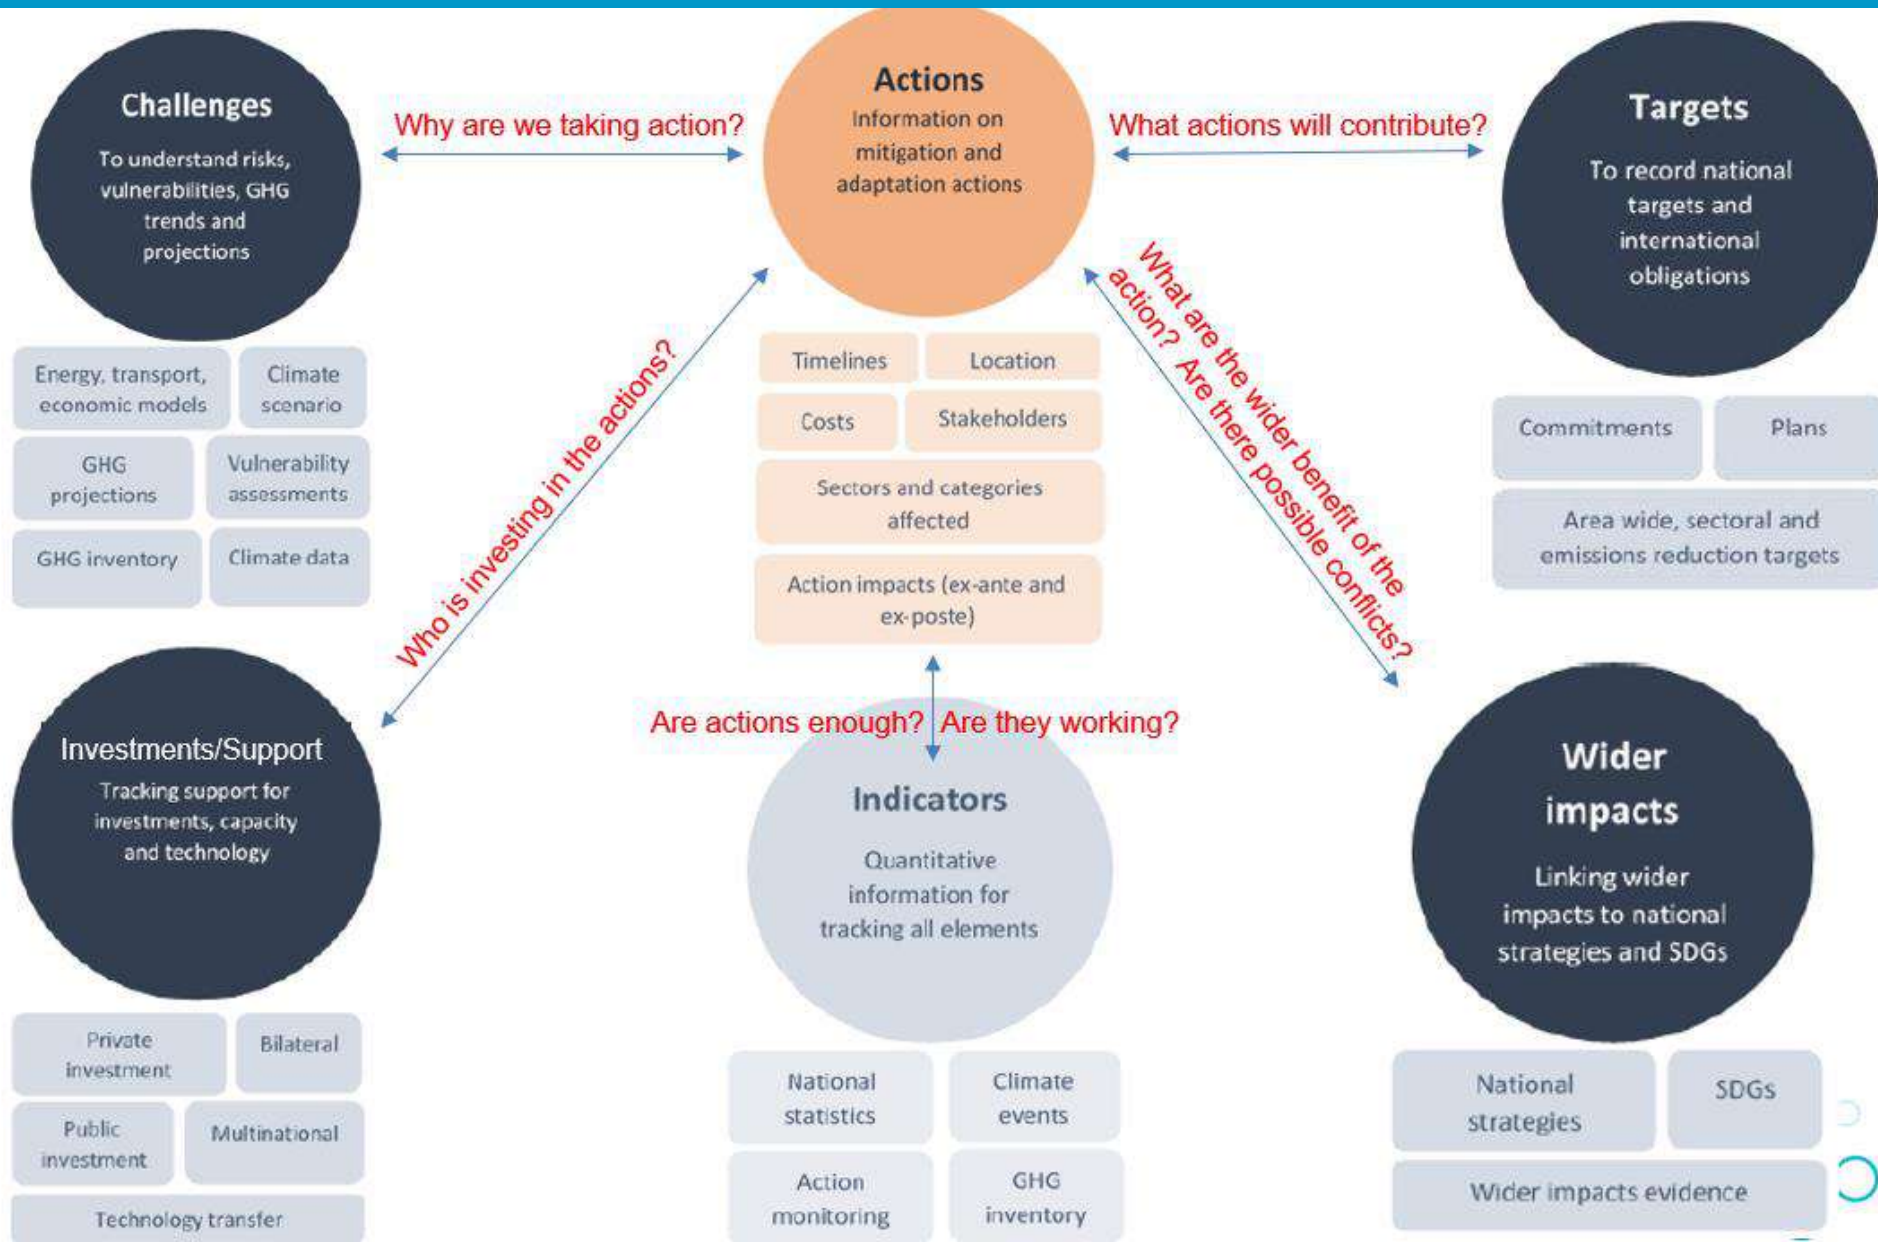 Challenges
To understand risks,
vulnerabilities, GHG
trends and
projections
Why are we taking action?
Actions
Information on
mitigation and
adaptation actions
What actions will contribute?
Targets
To record national
targets and
international
obligations
Energy, transport,
economic models
Climate
scenario
GHG
projections
Vulnerability
assessments
GHG inventory
Climate data
Who is investing in the actions?
Timelines
Location
Costs
Stakeholders
Sectors and categories
affected
Action impacts (ex-ante and
ex-poste)
What are the wider benefit of the
action? Are there possible conflicts?
Commitments
Plans
Area wide, sectoral and
emissions reduction targets
Investments/Support
Tracking support for
investments, capacity
and technology
Are actions enough? Are they working?
Indicators
Quantitative
information for
tracking all elements
Wider
impacts
Linking wider
impacts to national
strategies and SDGs
Private
investment
Bilateral
Public
investment
Multinational
Technology transfer
National
statistics
Climate
events
Action
monitoring
GHG
inventory
National
strategies
SDGs
Wider impacts evidence